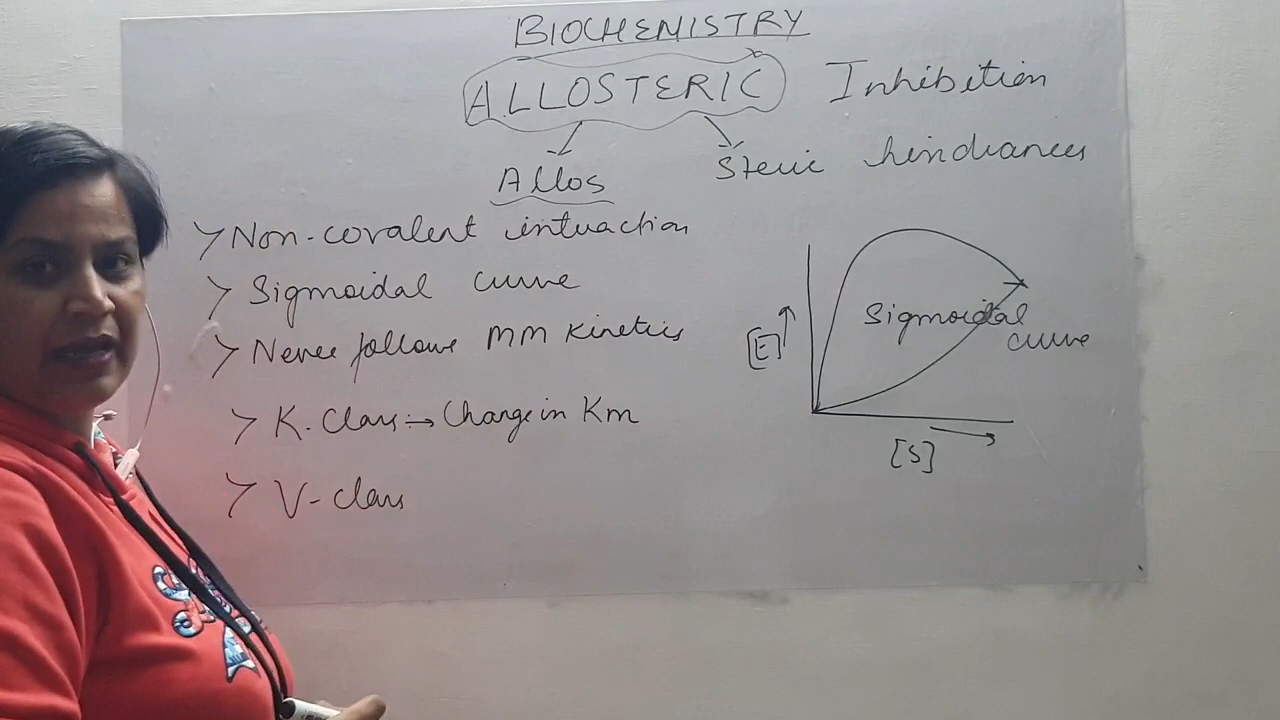 BIOCHEMISTRY
ALLOSTERIC Inhibition
Allos
Steric hindrances
> Non-covalent interaction
> Sigmoidal curve
> Never follows MM Kinetics
> K-Class → Change in Km
> V-class
Sigmoidal
curve
[E]↑
[S] →